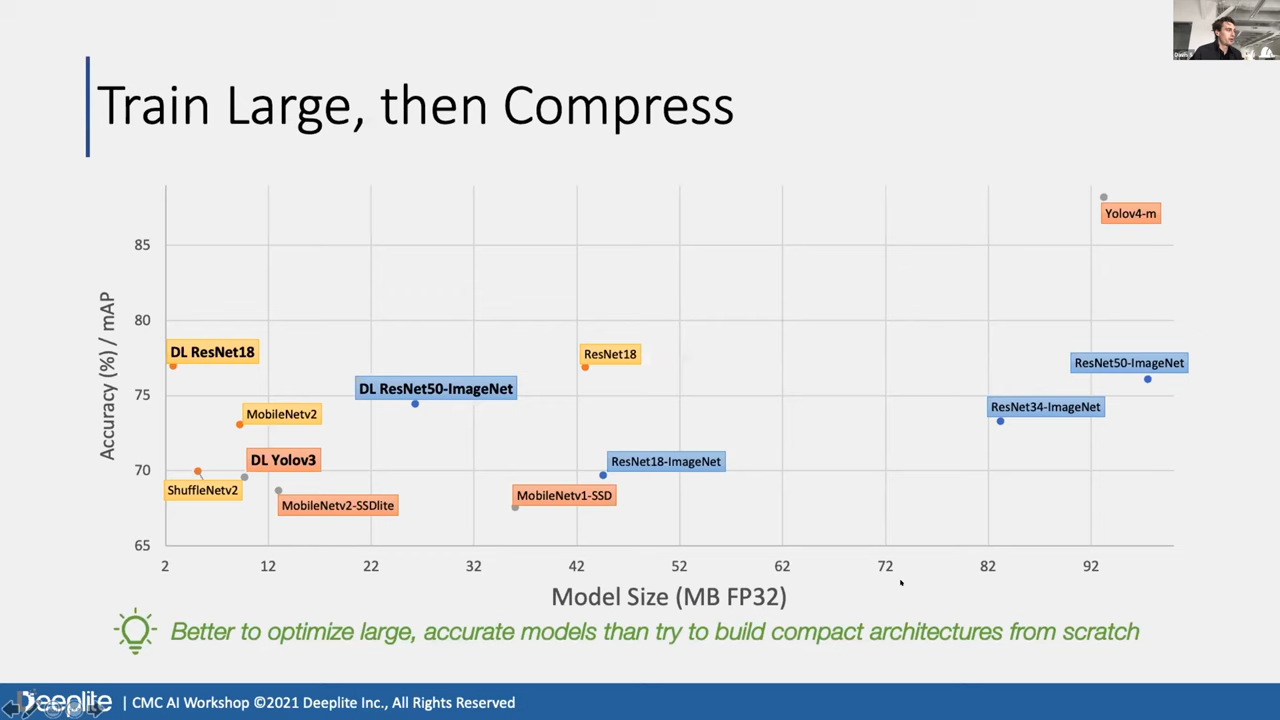 Train Large, then Compress
Accuracy (%) / mAP
85
80
75
70
65
Yolov4-m
DL ResNet18
ResNet18
ResNet50-ImageNet
DL ResNet50-ImageNet
ResNet34-ImageNet
MobileNetv2
DL Yolov3
ResNet18-ImageNet
ShuffleNetv2
MobileNetv2-SSDlite
MobileNetv1-SSD
2 12 22 32 42 52 62 72 82 92
Model Size (MB FP32)
Better to optimize large, accurate models than try to build compact architectures from scratch
Deeplite | CMC AI Workshop ©2021 Deeplite Inc., All Rights Reserved